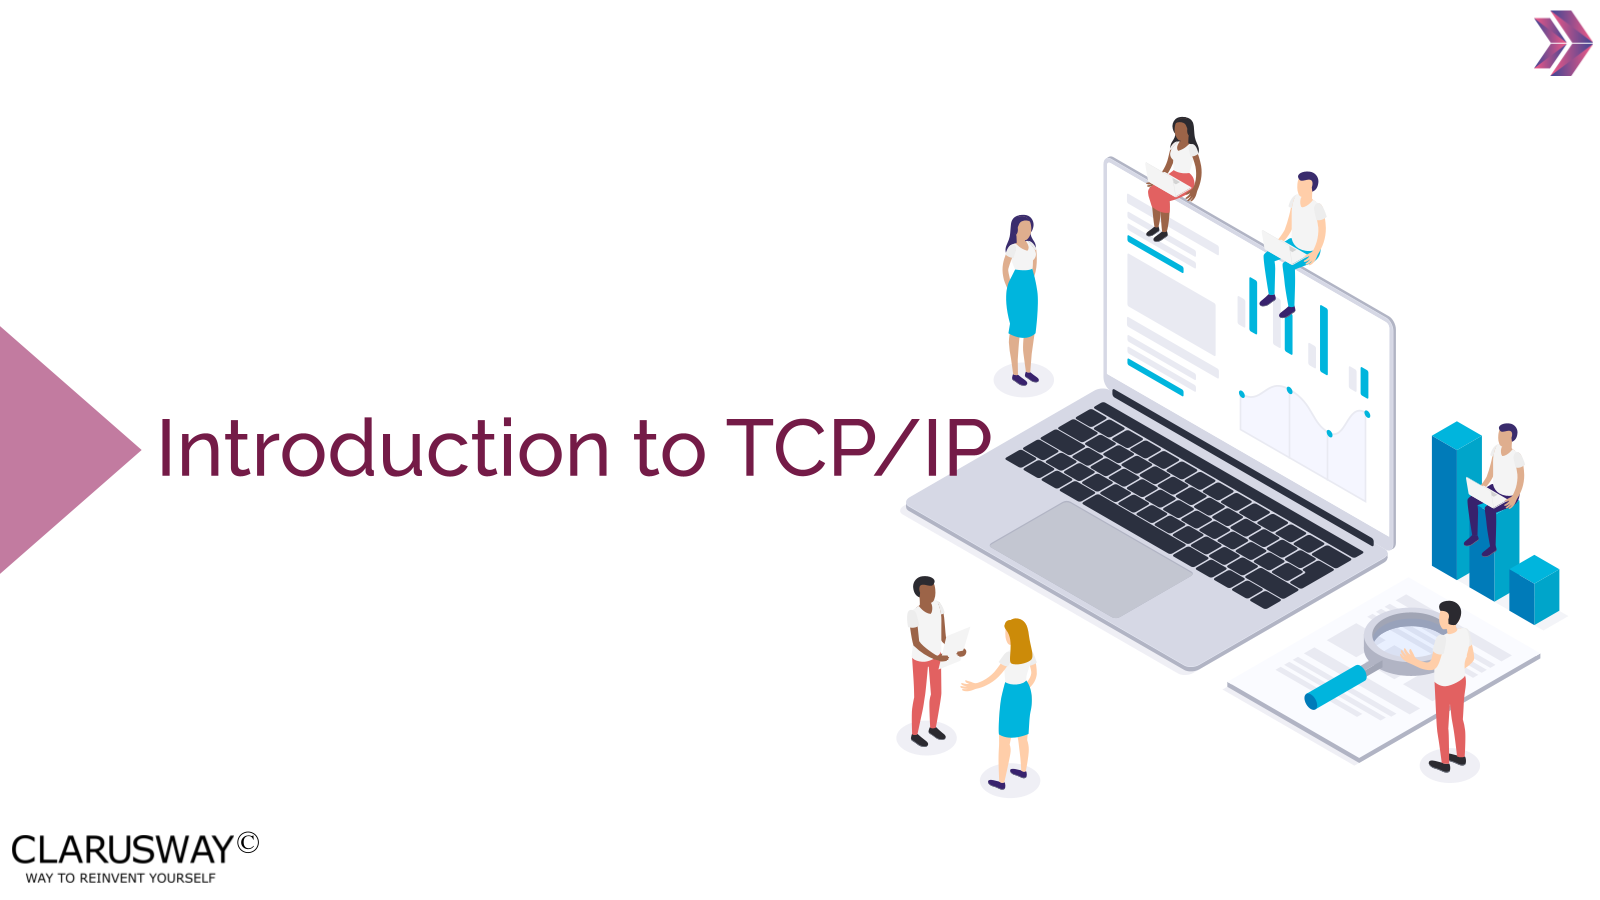 Introduction to TCP/IP
CLARUSWAY©
WAY TO REINVENT YOURSELF